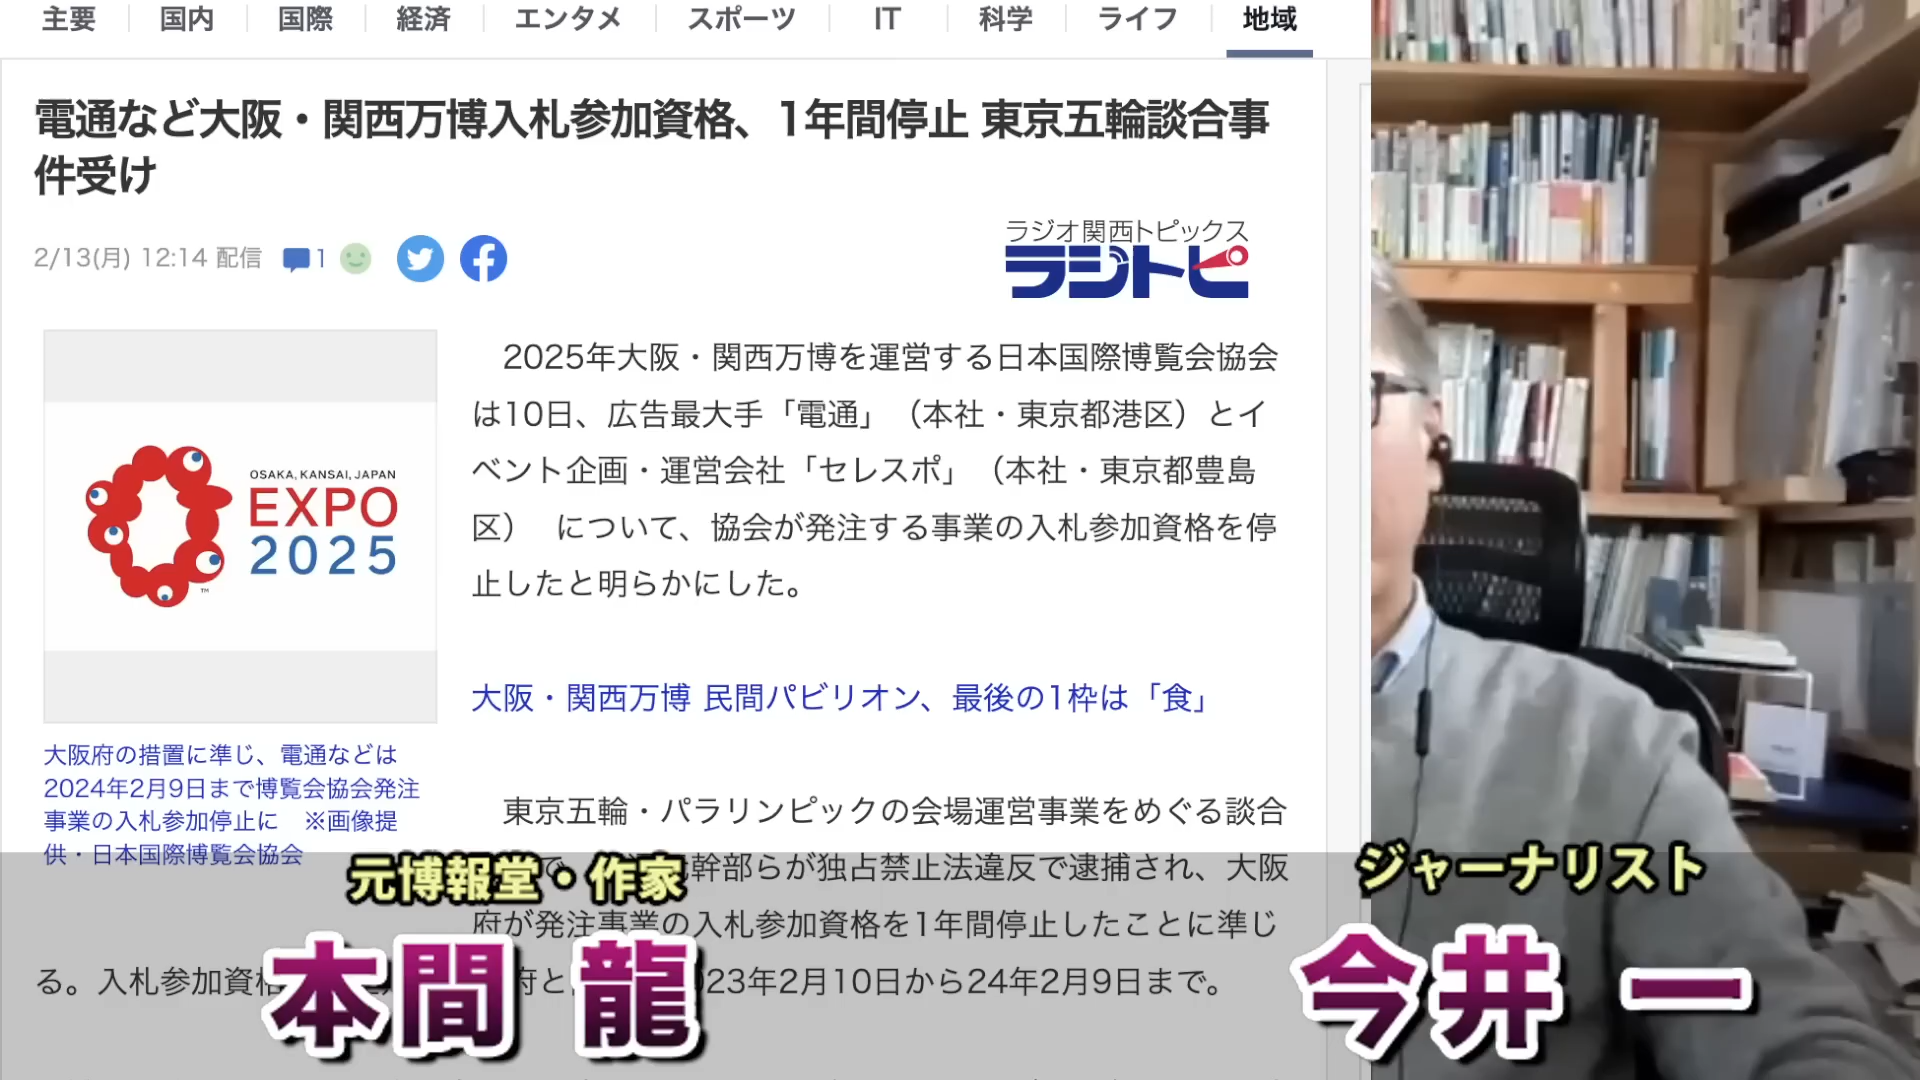 主要 国内 国際 経済 エンタメ スポーツ IT 科学 ライフ 地域
電通など大阪・関西万博入札参加資格、1年間停止 東京五輪談合事
件受け
2/13(月) 12:14 配信 1
ラジオ関西トピックス
ラジトピ
OSAKA, KANSAI, JAPAN
EXPO
2025
TM
大阪府の措置に準じ、電通などは
2024年2月9日まで博覧会協会発注
事業の入札参加停止に ※画像提
供・日本国際博覧会協会
2025年大阪・関西万博を運営する日本国際博覧会協会
は10日、広告最大手「電通」（本社・東京都港区）とイ
ベント企画・運営会社「セレスポ」（本社・東京都豊島
区） について、協会が発注する事業の入札参加資格を停
止したと明らかにした。
大阪・関西万博 民間パビリオン、最後の1枠は「食」
東京五輪・パラリンピックの会場運営事業をめぐる談合
で、幹部らが独占禁止法違反で逮捕され、大阪
府が発注事業の入札参加資格を1年間停止したことに準じ
る。入札参加資格 府と 023年2月10日から24年2月9日まで。
元博報堂・作家
本間 龍
ジャーナリスト
今井 一